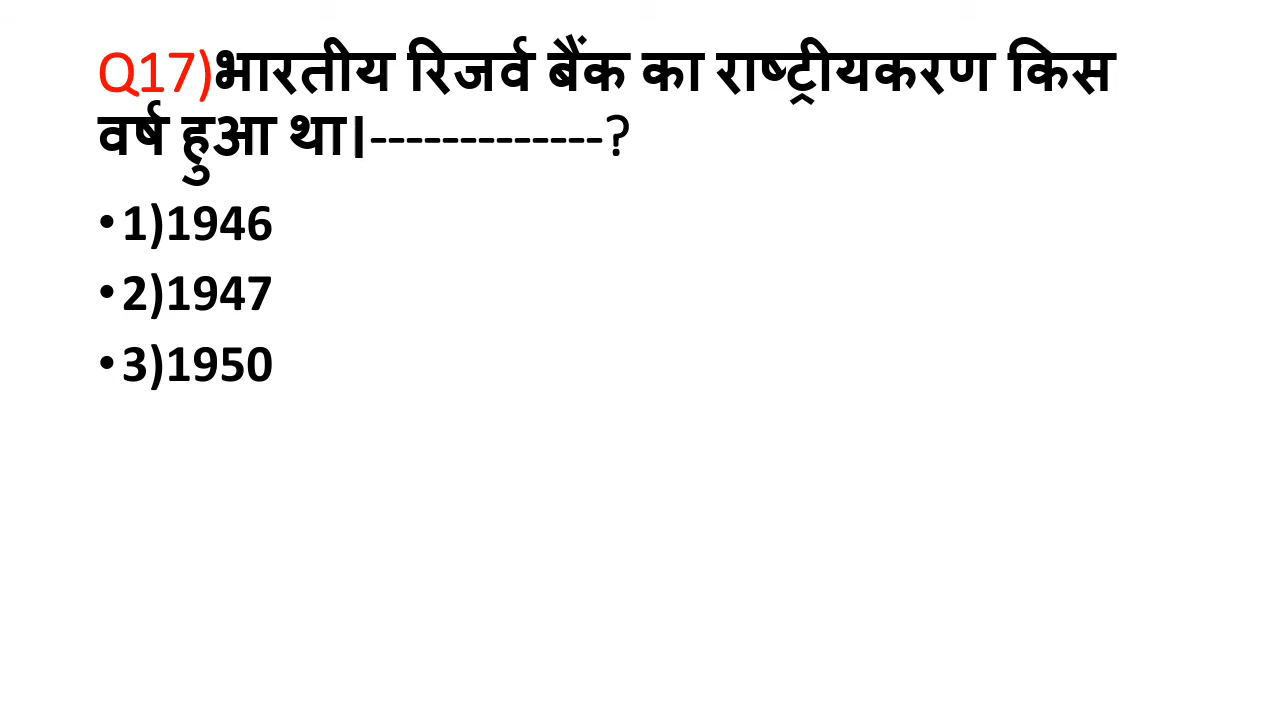 Q17)भारतीय रिजर्व बैंक का राष्ट्रीयकरण किस
वर्ष हुआ था।-------------?
• 1)1946
• 2)1947
• 3)1950